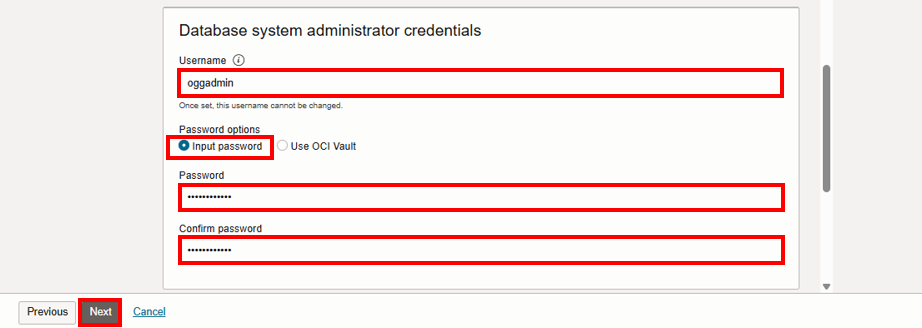 Database system administrator credentials
Username i
oggadmin
Once set, this username cannot be changed.
Password options
Input password Use OCI Vault
Password
••••••••••••
Confirm password
••••••••••••
Previous Next Cancel